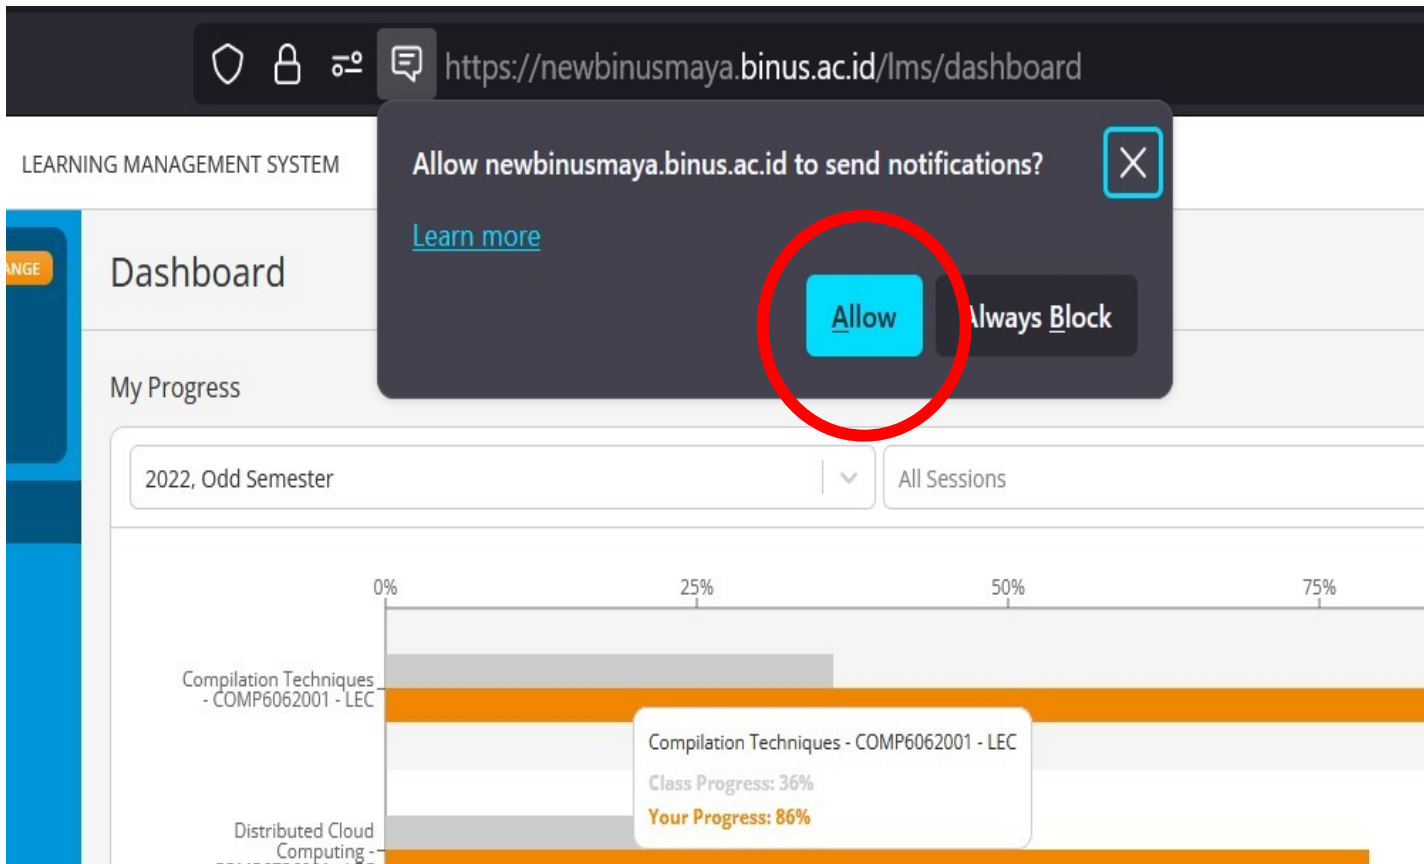 https://newbinusmaya.binus.ac.id/lms/dashboard
LEARNING MANAGEMENT SYSTEM
Allow newbinusmaya.binus.ac.id to send notifications?
Learn more
Allow
Always Block
ANGE
Dashboard
My Progress
2022, Odd Semester
All Sessions
0%
25%
50%
75%
Compilation Techniques
- COMP6062001 - LEC
Compilation Techniques - COMP6062001 - LEC
Class Progress: 36%
Your Progress: 86%
Distributed Cloud
Computing -